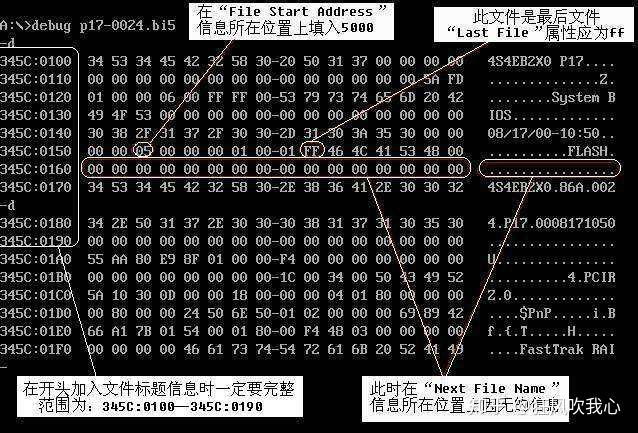 在“File Start Address”
信息所在位置上填入5000
此文件是最后文件
“Last File”属性应为ff
A:\>debug p17-0024.bi5
-d
345C:0100 34 53 34 45 42 32 58 30-20 50 31 37 00 00 00 00 4S4EB2X0 P17....
345C:0110 00 00 00 00 00 00 00 00-00 00 00 00 00 00 5A FD ..............Z.
345C:0120 01 00 00 06 00 FF FF 00-53 79 73 74 65 6D 20 42 ........System B
345C:0130 49 4F 53 00 00 00 00 00-00 00 00 00 00 00 00 00 IOS.............
345C:0140 30 38 2F 31 37 2F 30 30-2D 31 30 3A 35 30 00 00 08/17/00-10:50..
345C:0150 00 00 05 00 00 00 01 00-01 FF 46 4C 41 53 48 00 ..........FLASH.
345C:0160 00 00 00 00 00 00 00 00-00 00 00 00 00 00 00 00 ................
345C:0170 34 53 34 45 42 32 58 30-2E 38 36 41 2E 30 30 32 4S4EB2X0.86A.002
-d
345C:0180 34 2E 50 31 37 2E 30 30-30 38 31 37 31 30 35 30 4.P17.0008171050
345C:0190 00 00 00 00 00 00 00 00-00 00 00 00 00 00 00 00 ................
345C:01A0 55 AA 80 E9 8F 01 00 00-F4 00 00 00 00 00 00 00 U...............
345C:01B0 00 00 00 00 00 00 00 00-1C 00 34 00 50 43 49 52 ..........4.PCIR
345C:01C0 5A 10 30 0D 00 00 18 00-00 00 04 01 80 00 00 00 Z.0.............
345C:01D0 00 80 00 00 24 50 6E 50-01 02 00 00 00 69 89 42 ....$PnP.....i.B
345C:01E0 66 A1 7B 01 54 00 01 80-00 F4 48 03 00 00 00 00 f.{.T.....H.....
345C:01F0 00 00 00 00 46 61 73 74-54 72 61 6B 20 52 41 49 ....FastTrak RAI
在开头加入文件标题信息时一定要完整
范围为：345C:0100—345C:0190
此时在“Next File Name”
信息所在位置上因无的信息